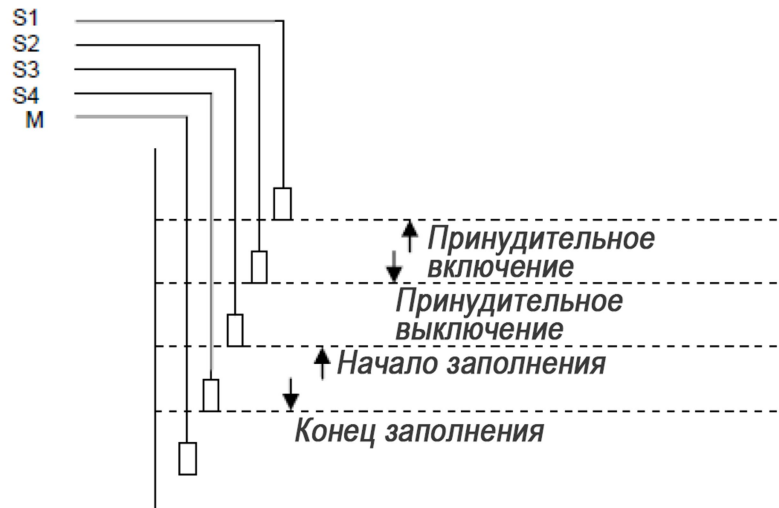 S1
S2
S3
S4
M
Принудительное
включение
Принудительное
выключение
Начало заполнения
Конец заполнения